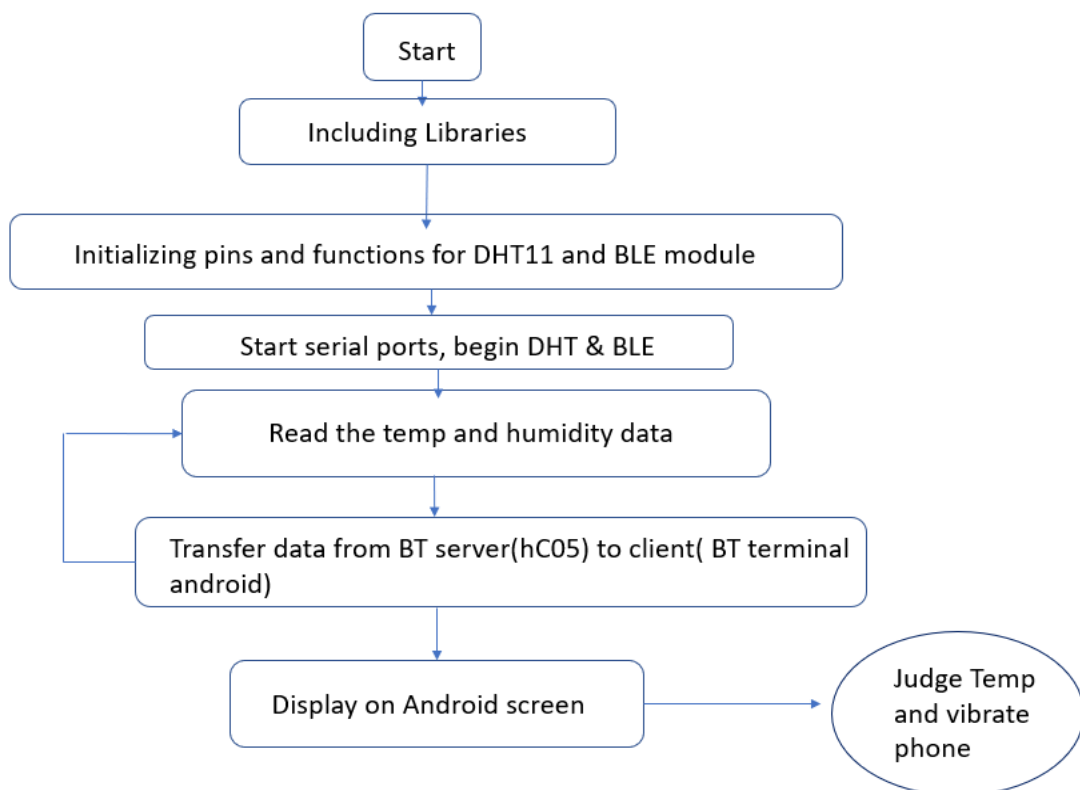 Start
Including Libraries
Initializing pins and functions for DHT11 and BLE module
Start serial ports, begin DHT & BLE
Read the temp and humidity data
Transfer data from BT server(hC05) to client( BT terminal
android)
Display on Android screen
Judge Temp
and vibrate
phone